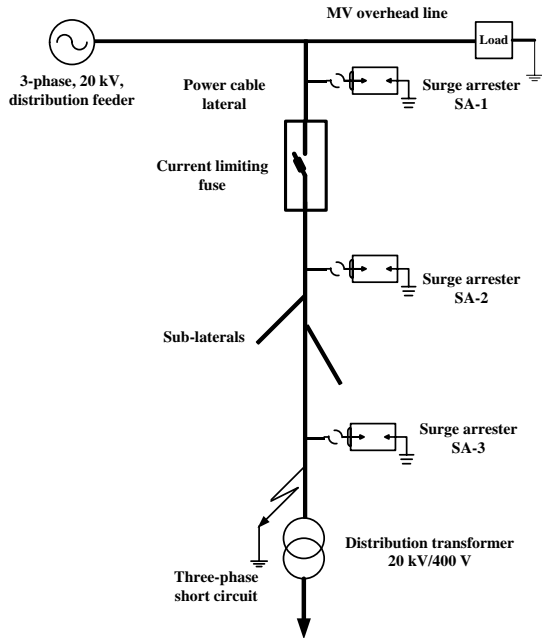 MV overhead line
Load
3-phase, 20 kV,
distribution feeder
Power cable
lateral
Surge arrester
SA-1
Current limiting
fuse
Surge arrester
SA-2
Sub-laterals
Surge arrester
SA-3
Distribution transformer
20 kV/400 V
Three-phase
short circuit